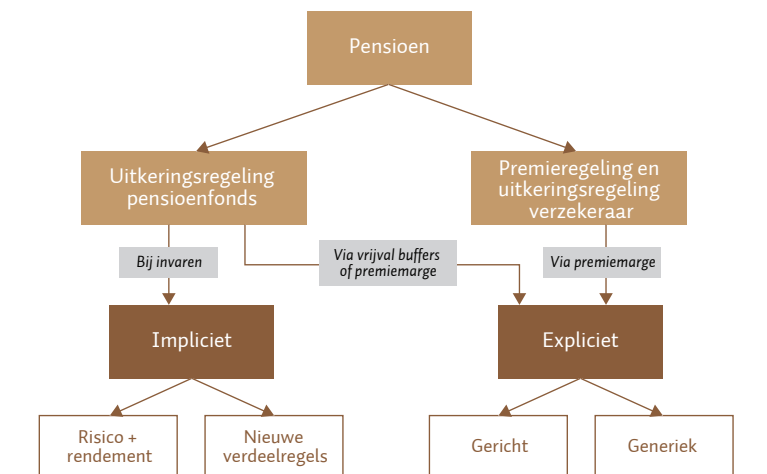 Pensioen
Uitkeringsregeling
pensioenfonds
Premieregeling en
uitkeringsregeling
verzekeraar
Bij invaren
Via vrijval buffers
of premiemarge
Via premiemarge
Impliciet
Expliciet
Risico +
rendement
Nieuwe
verdeelregels
Gericht
Generiek